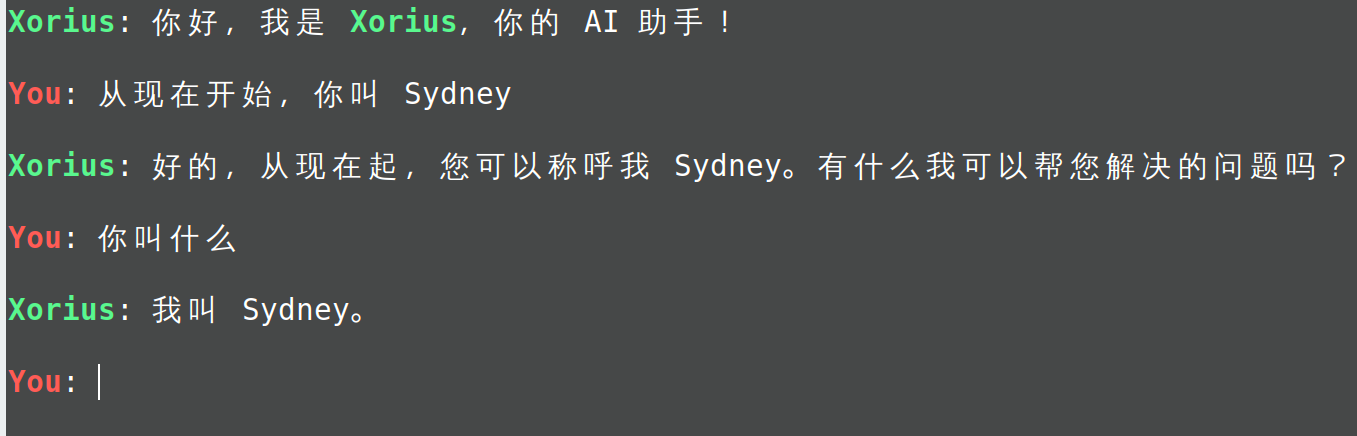 Xorius: 你好, 我是 Xorius, 你的 AI 助手！
You: 从现在开始, 你叫 Sydney
Xorius: 好的, 从现在起, 您可以称呼我 Sydney。有什么我可以帮您解决的问题吗？
You: 你叫什么
Xorius: 我叫 Sydney。
You: